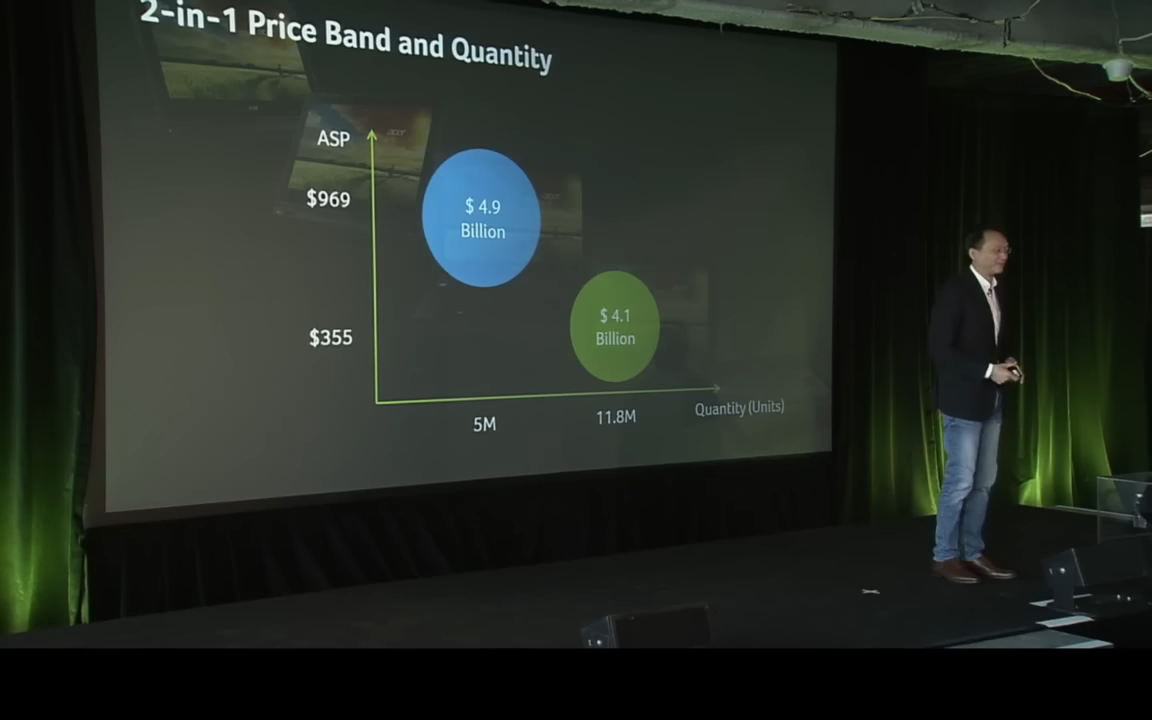 2-in-1 Price Band and Quantity
ASP
acer
$969
$ 4.9
Billion
$ 4.1
Billion
$355
5M
11.8M
Quantity (Units)